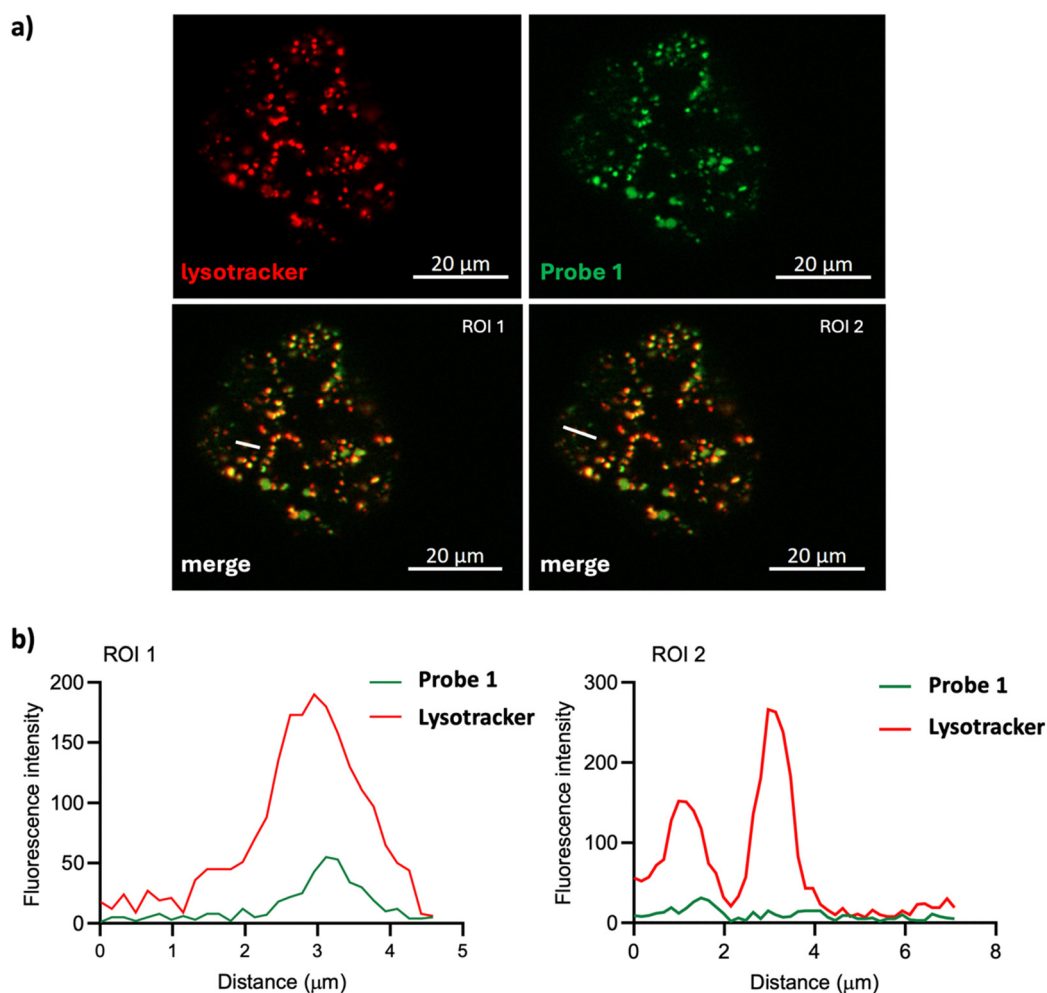 a)
lysotracker
20 µm
Probe 1
20 µm
ROI 1
merge
20 µm
ROI 2
merge
20 µm
b)
ROI 1
Probe 1
Lysotracker
Fluorescence intensity
200
150
100
50
0
0 1 2 3 4 5
Distance (µm)
ROI 2
Probe 1
Lysotracker
Fluorescence intensity
300
200
100
0
0 2 4 6 8
Distance (µm)